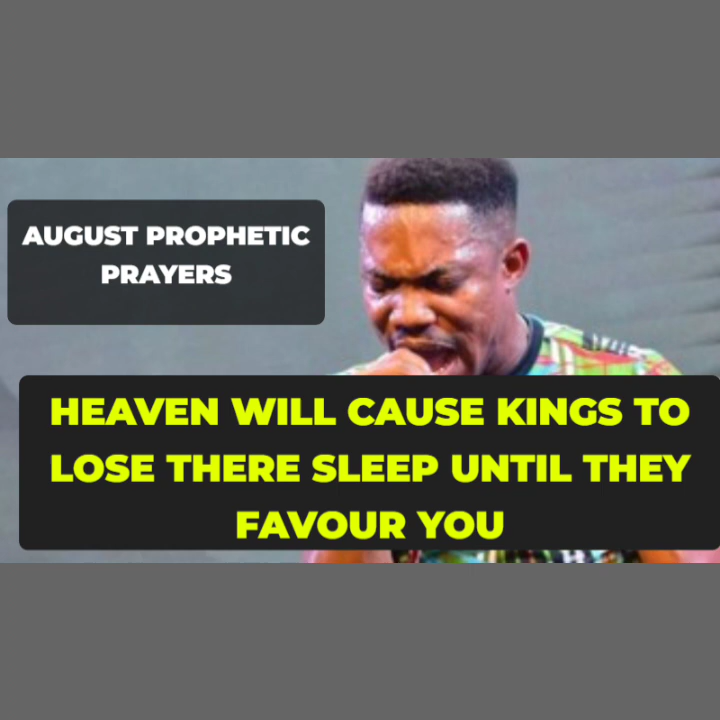 AUGUST PROPHETIC
PRAYERS
HEAVEN WILL CAUSE KINGS TO
LOSE THERE SLEEP UNTIL THEY
FAVOUR YOU